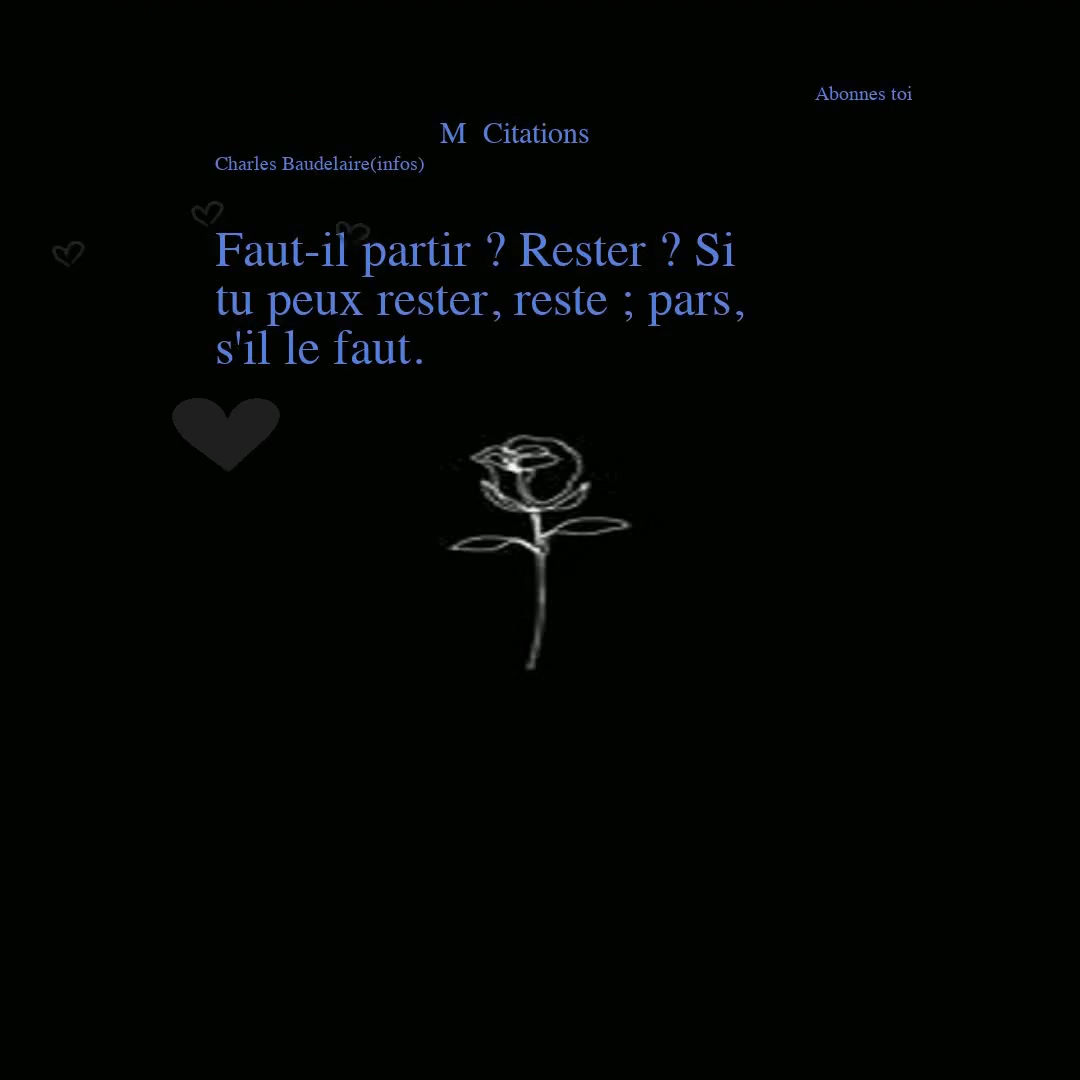 Abonnes toi
M  Citations
Charles Baudelaire(infos)
Faut-il partir ? Rester ? Si
tu peux rester, reste ; pars,
s'il le faut.